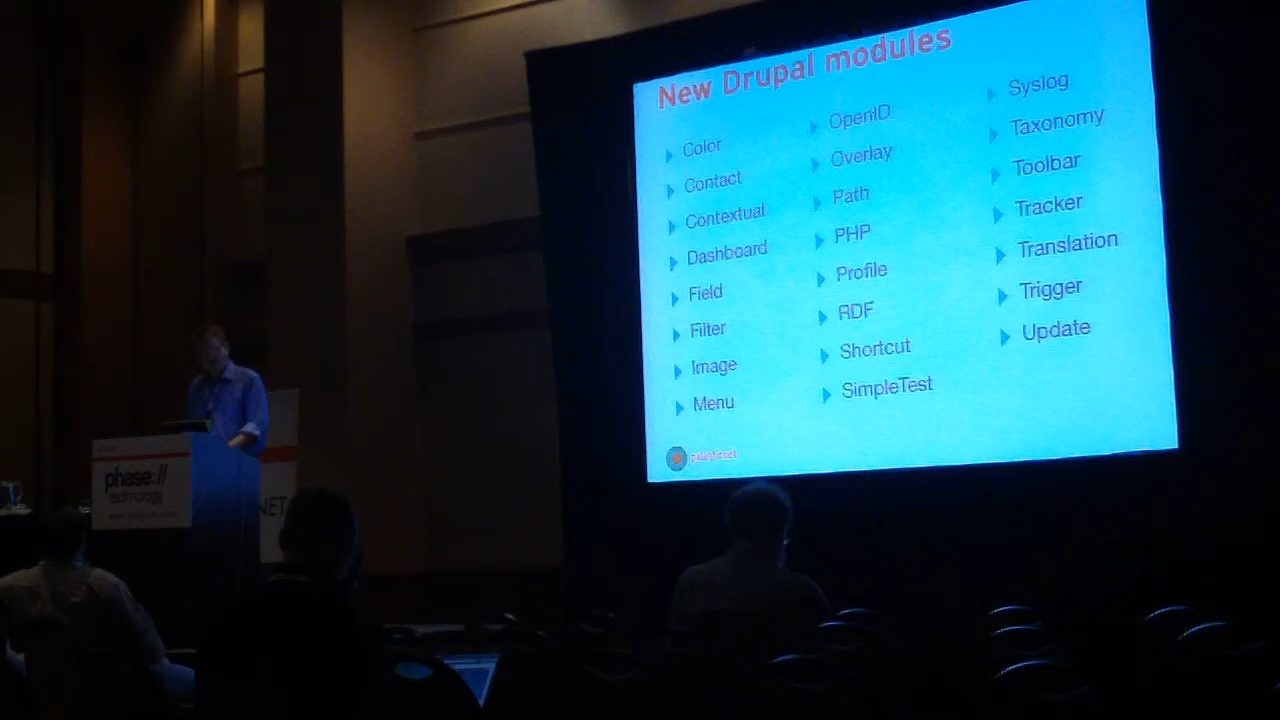 New Drupal modules
Color
Contact
Contextual
Dashboard
Field
Filter
Image
Menu
OpenID
Overlay
Path
PHP
Profile
RDF
Shortcut
SimpleTest
Syslog
Taxonomy
Toolbar
Tracker
Translation
Trigger
Update
phase://
technology
NET